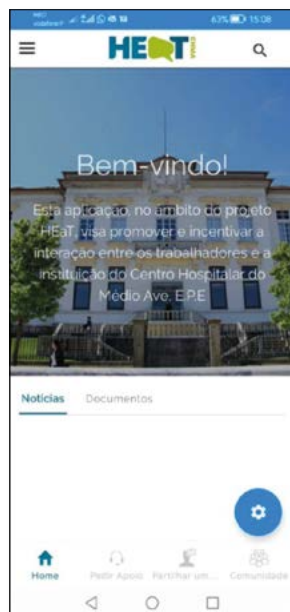 63% 15:08
HEaT
Bem-vindo!
Esta aplicação, no âmbito do projeto
HEaT, visa promover e incentivar a
interação entre os trabalhadores e a
instituição do Centro Hospitalar do
Médio Ave, E.P.E
Notícias Documentos
Home Pedir Apoio Partilhar um... Comunidade